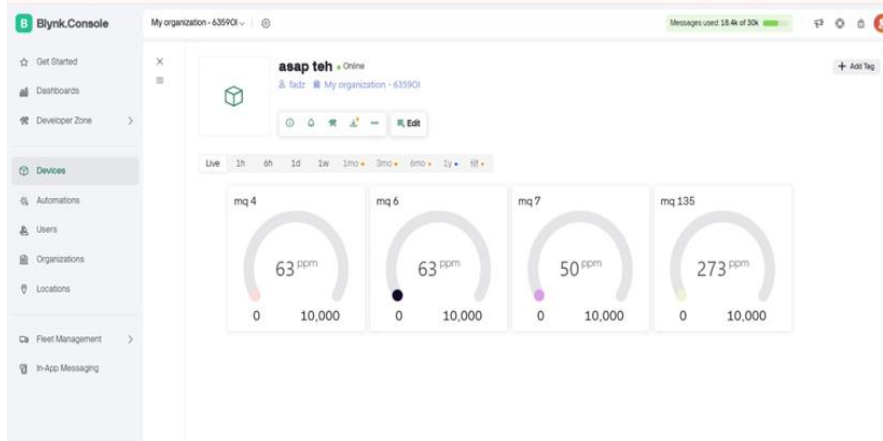 B Blynk.Console
My organization - 6359OI
Messages used: 18.4k of 30k
Get Started
Dashboards
Developer Zone
Devices
Automations
Users
Organizations
Locations
Fleet Management
In-App Messaging
asap teh Online
fadz My organization - 6359OI
+ Add Tag
Edit
Live 1h 6h 1d 1w 1mo 3mo 6mo 1y
mq 4
63 ppm
0 10,000
mq 6
63 ppm
0 10,000
mq 7
50 ppm
0 10,000
mq 135
273 ppm
0 10,000